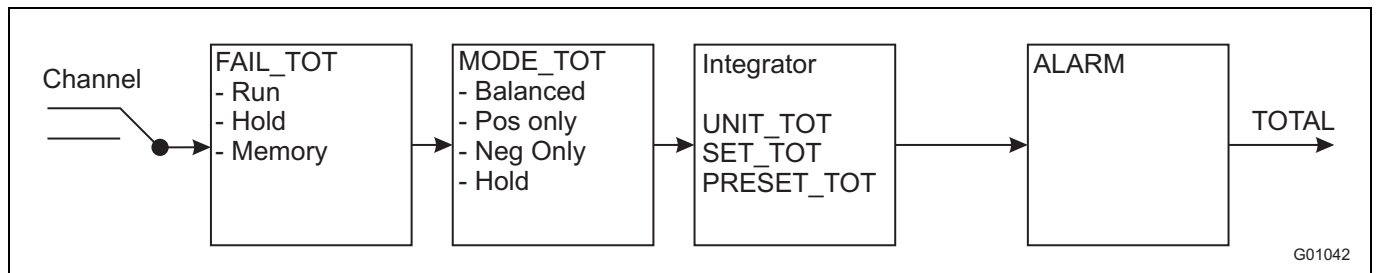 Channel
FAIL_TOT
- Run
- Hold
- Memory
MODE_TOT
- Balanced
- Pos only
- Neg Only
- Hold
Integrator
UNIT_TOT
SET_TOT
PRESET_TOT
ALARM
TOTAL
G01042